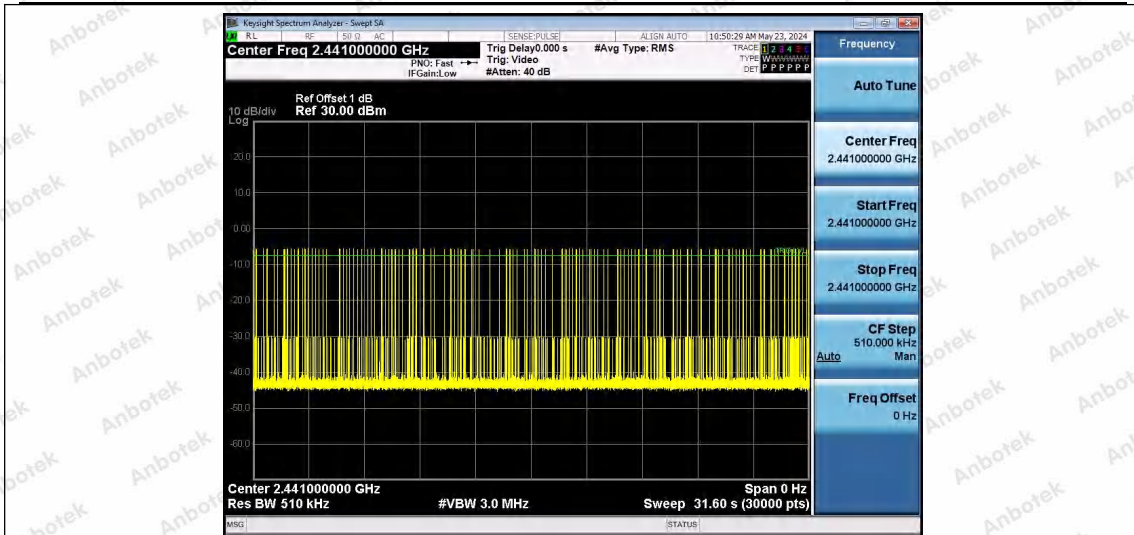 Keysight Spectrum Analyzer - Swept SA
RL RF 50 Ω AC SENSE:PULSE ALIGN AUTO 10:50:29 AM May 23, 2024
Center Freq 2.441000000 GHz
PNO: Fast
IFGain:Low
Trig Delay0.000 s
Trig: Video
#Atten: 40 dB
#Avg Type: RMS
TRACE 1 2 3 4 5 6
TYPE WWWWWW
DET P P P P P P
Ref Offset 1 dB
10 dB/div Ref 30.00 dBm
Log
20.0
10.0
0.00
-10.0
-20.0
-30.0
-40.0
-50.0
-60.0
Center 2.441000000 GHz Span 0 Hz
Res BW 510 kHz #VBW 3.0 MHz Sweep 31.60 s (30000 pts)
MSG STATUS
Frequency
Auto Tune
Center Freq
2.441000000 GHz
Start Freq
2.441000000 GHz
Stop Freq
2.441000000 GHz
CF Step
510.000 kHz
Auto Man
Freq Offset
0 Hz
Anbotek